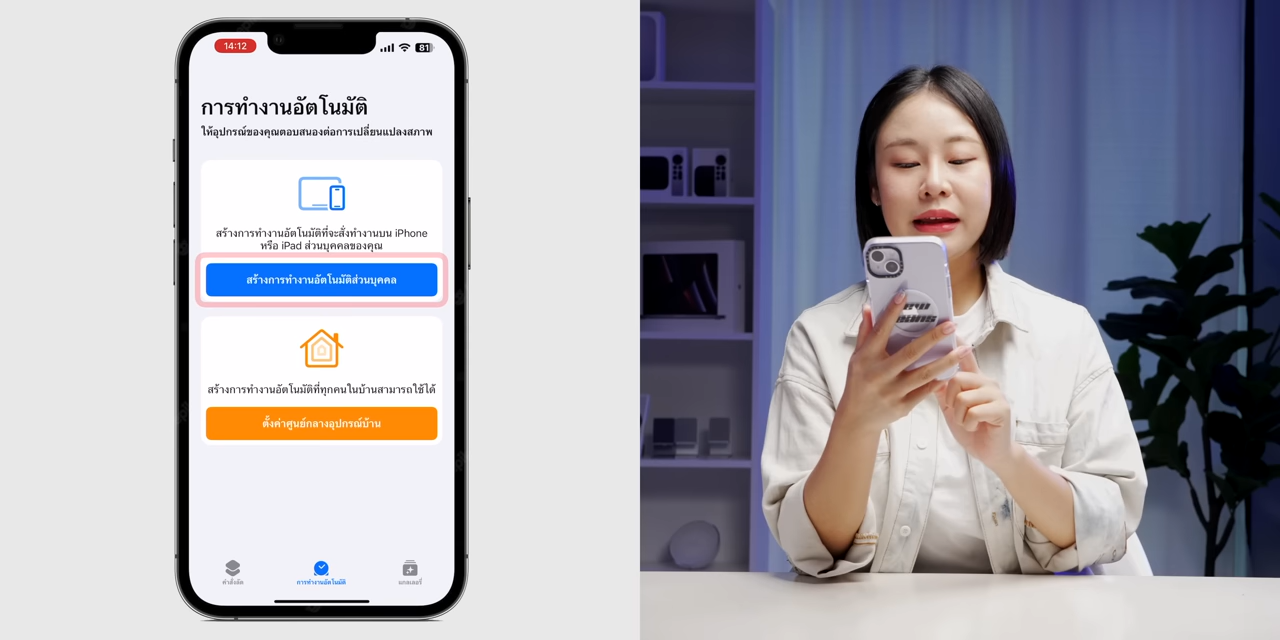 14:12
81
การทำงานอัตโนมัติ
ให้อุปกรณ์ของคุณตอบสนองต่อการเปลี่ยนแปลงสภาพ
สร้างการทำงานอัตโนมัติที่จะสั่งทำงานบน iPhone
หรือ iPad ส่วนบุคคลของคุณ
สร้างการทำงานอัตโนมัติส่วนบุคคล
สร้างการทำงานอัตโนมัติที่ทุกคนในบ้านสามารถใช้ได้
ตั้งค่าศูนย์กลางอุปกรณ์บ้าน
คำสั่งลัด
การทำงานอัตโนมัติ
แกลเลอรี่